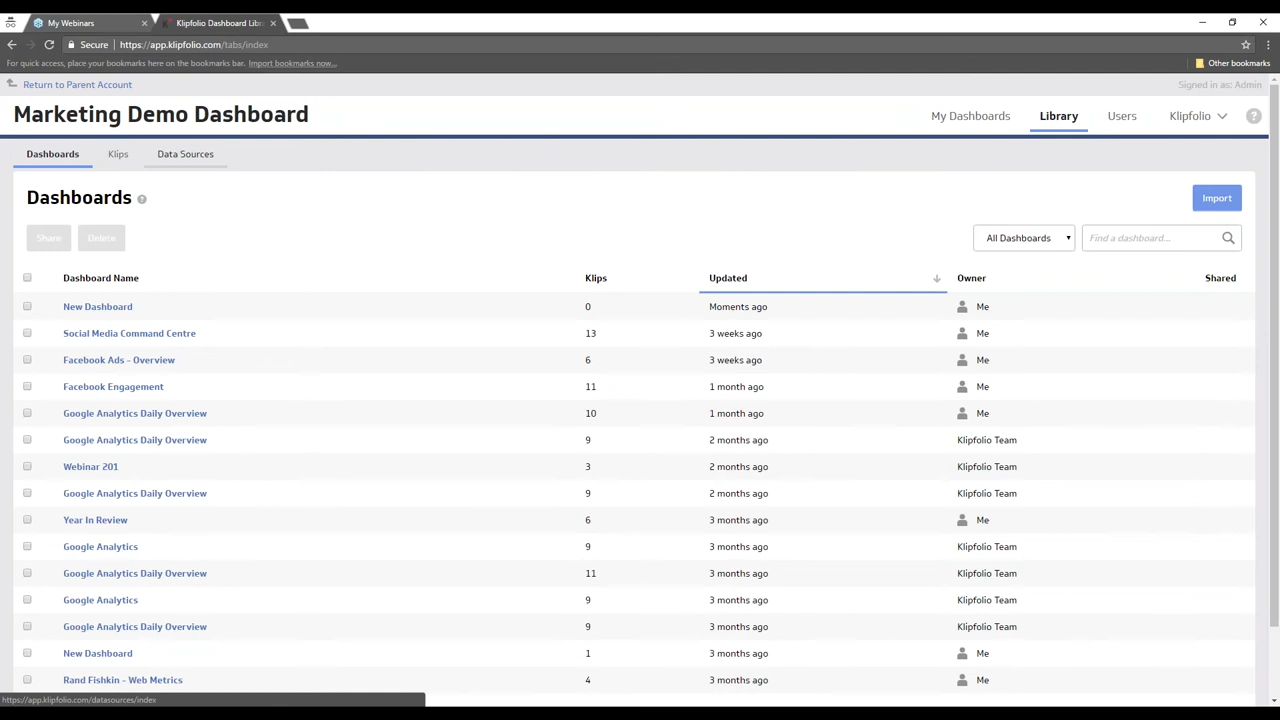 My Webinars
Klipfolio Dashboard Libr
Secure https://app.klipfolio.com/tabs/index
For quick access, place your bookmarks here on the bookmarks bar. Import bookmarks now...
Other bookmarks
Return to Parent Account
Signed in as: Admin
Marketing Demo Dashboard
My Dashboards Library Users Klipfolio ?
Dashboards Klips Data Sources
Dashboards ?
Import
Share Delete
All Dashboards
Find a dashboard...
Dashboard Name Klips Updated Owner Shared
New Dashboard 0 Moments ago Me
Social Media Command Centre 13 3 weeks ago Me
Facebook Ads - Overview 6 3 weeks ago Me
Facebook Engagement 11 1 month ago Me
Google Analytics Daily Overview 10 1 month ago Me
Google Analytics Daily Overview 9 2 months ago Klipfolio Team
Webinar 201 3 2 months ago Klipfolio Team
Google Analytics Daily Overview 9 2 months ago Klipfolio Team
Year In Review 6 3 months ago Me
Google Analytics 9 3 months ago Klipfolio Team
Google Analytics Daily Overview 11 3 months ago Klipfolio Team
Google Analytics 9 3 months ago Klipfolio Team
Google Analytics Daily Overview 9 3 months ago Klipfolio Team
New Dashboard 1 3 months ago Me
Rand Fishkin - Web Metrics 4 3 months ago Me
https://app.klipfolio.com/datasources/index